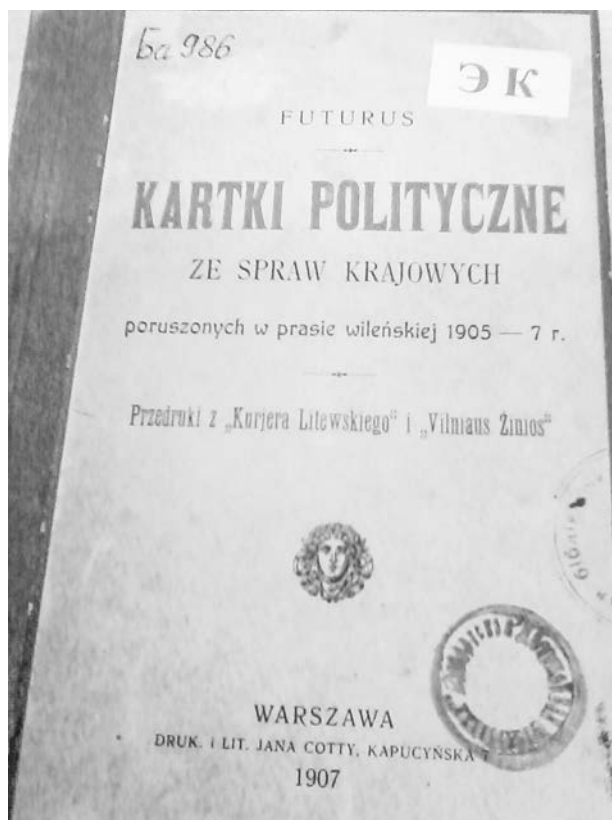 Ба 986
Э К
FUTURUS
KARTKI POLITYCZNE
ZE SPRAW KRAJOWYCH
poruszonych w prasie wileńskiej 1905 — 7 r.
Przedruki z „Kurjera Litewskiego“ i „Vilniaus Žinios“
WARSZAWA
DRUK. i LIT. JANA COTTY, KAPUCYŃSKA 7
1907